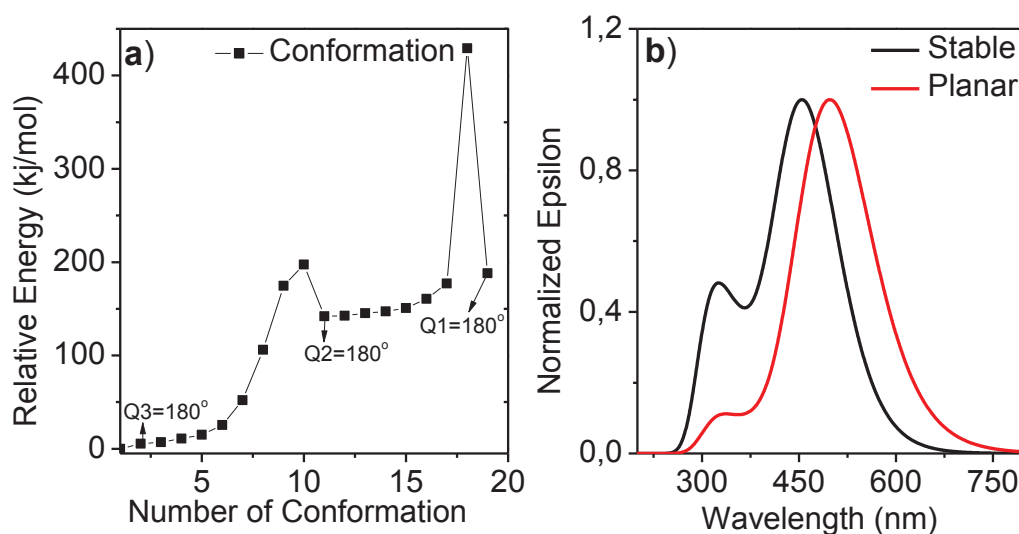 a)
Conformation
Relative Energy (kj/mol)
400
300
200
100
0
Q3=180°
Q2=180°
Q1=180°
5
10
15
20
Number of Conformation
b)
Stable
Planar
Normalized Epsilon
1,2
0,8
0,4
0,0
300
450
600
750
Wavelength (nm)